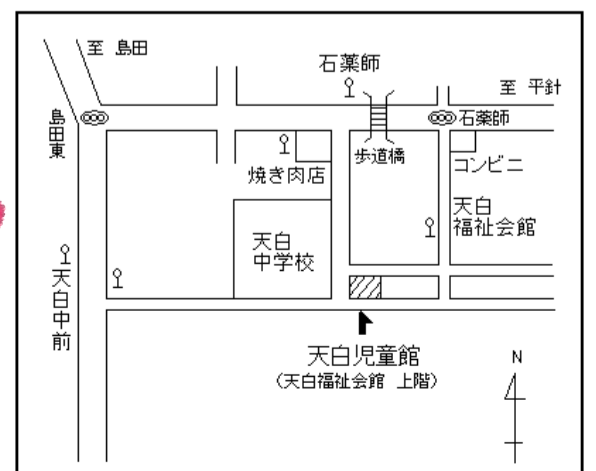 至 島田
石薬師
至 平針
島田東
石薬師
歩道橋
コンビニ
焼き肉店
天白
福祉会館
天白
中学校
天白中前
天白児童館
(天白福祉会館 上階)
N